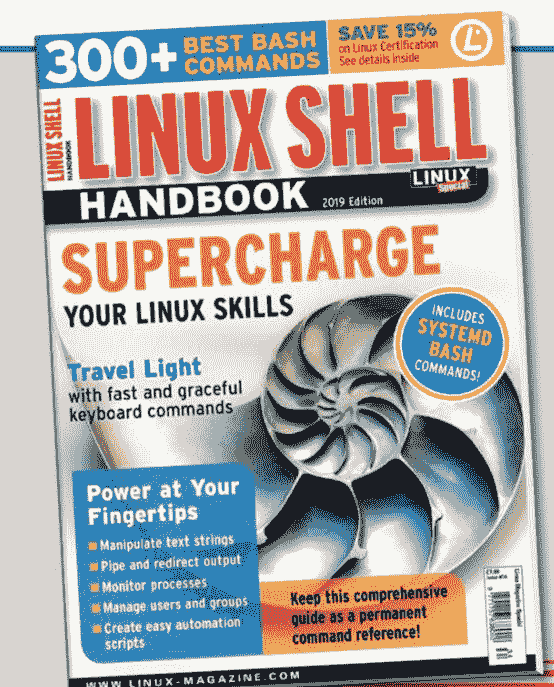 300+ BEST BASH
COMMANDS
SAVE 15%
on Linux Certification
See details inside
LINUX SHELL
HANDBOOK
LINUX SHELL
HANDBOOK 2019 Edition
LINUX
Special
SUPERCHARGE
YOUR LINUX SKILLS
INCLUDES
SYSTEMD
BASH
COMMANDS!
Travel Light
with fast and graceful
keyboard commands
Power at Your
Fingertips
Manipulate text strings
Pipe and redirect output
Monitor processes
Manage users and groups
Create easy automation
scripts
Keep this comprehensive
guide as a permanent
command reference!
WWW.LINUX-MAGAZINE.COM